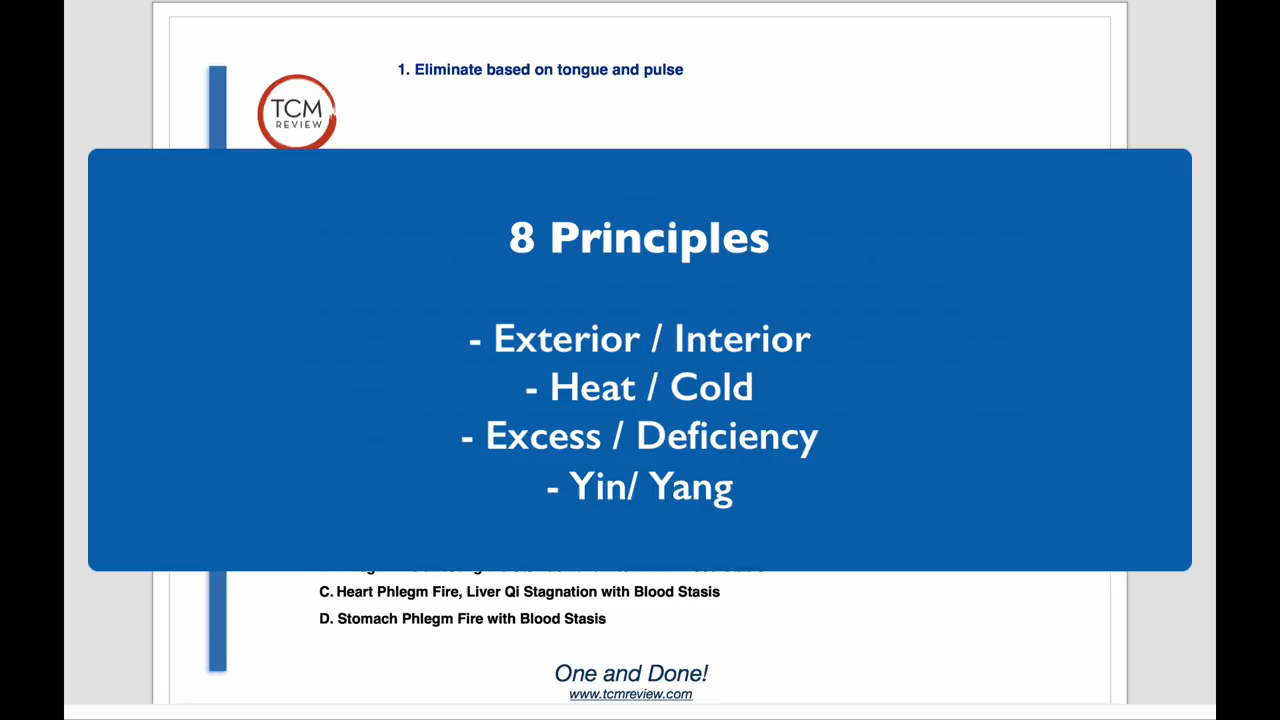 1. Eliminate based on tongue and pulse
TCM
REVIEW
8 Principles
- Exterior / Interior
- Heat / Cold
- Excess / Deficiency
- Yin/ Yang
C. Heart Phlegm Fire, Liver Qi Stagnation with Blood Stasis
D. Stomach Phlegm Fire with Blood Stasis
One and Done!
www.tcmreview.com